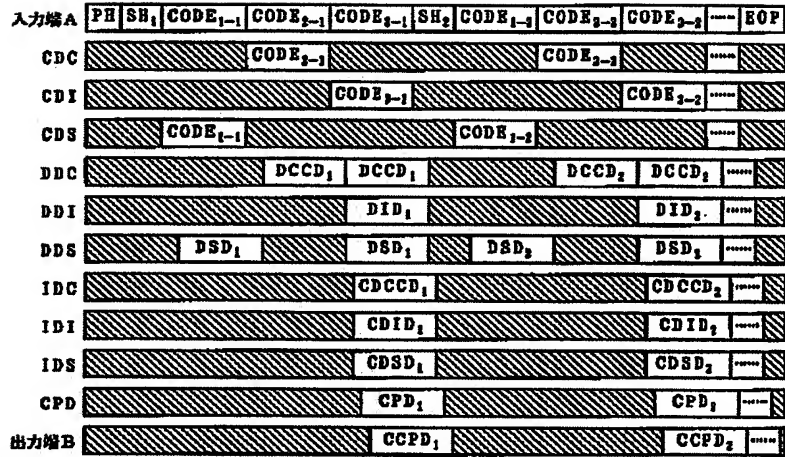 入力端A PH SH₁ CODE₁₋₁ CODE₂₋₁ CODE₃₋₁ SH₂ CODE₁₋₂ CODE₂₋₂ CODE₃₋₂ …… EOP
CDC CODE₂₋₁ CODE₂₋₂ ……
CDI CODE₃₋₁ CODE₃₋₂ ……
CDS CODE₁₋₁ CODE₁₋₂ ……
DDC DCCD₁ DCCD₁ DCCD₂ DCCD₂ ……
DDI DID₁ DID₂ ……
DDS DSD₁ DSD₁ DSD₂ DSD₂ ……
IDC CDCCD₁ CDCCD₂ ……
IDI CDID₁ CDID₂ ……
IDS CDSD₁ CDSD₂ ……
CPD CPD₁ CPD₂ ……
出力端B CCPD₁ CCPD₂ ……